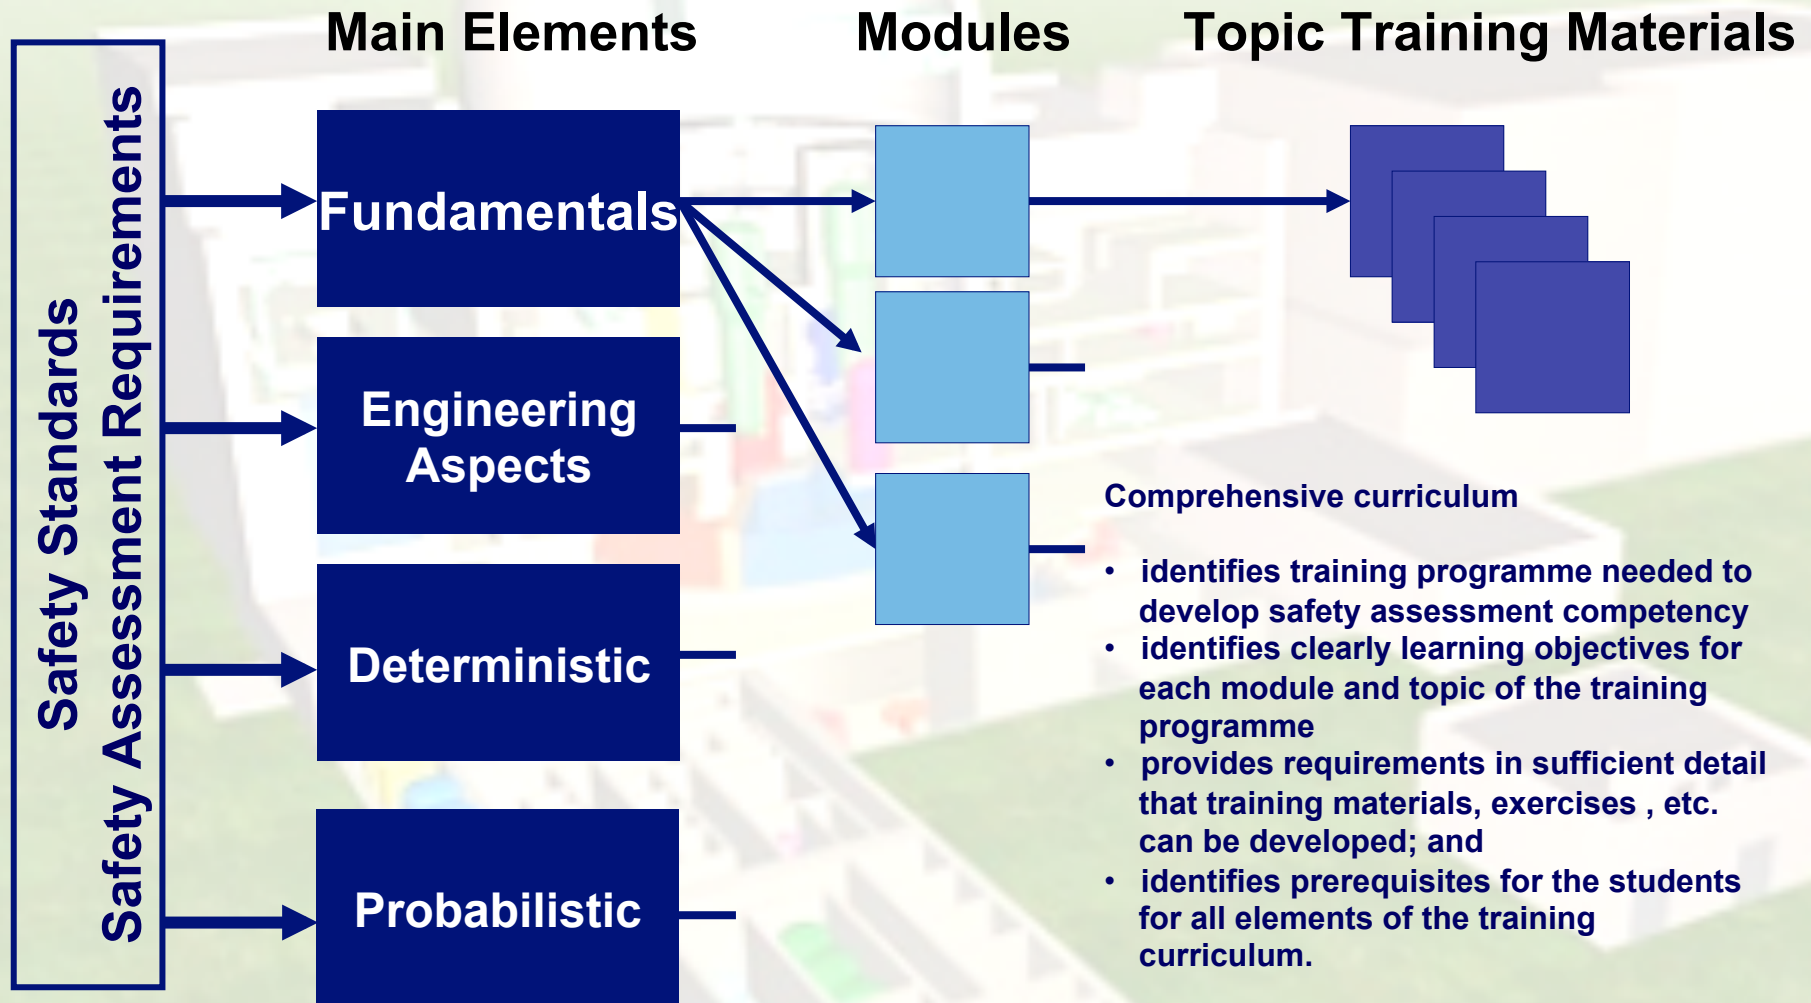 Main Elements
Modules
Topic Training Materials
Safety Standards
Safety Assessment Requirements
Fundamentals
Engineering
Aspects
Deterministic
Probabilistic
Comprehensive curriculum
• identifies training programme needed to
develop safety assessment competency
• identifies clearly learning objectives for
each module and topic of the training
programme
• provides requirements in sufficient detail
that training materials, exercises , etc.
can be developed; and
• identifies prerequisites for the students
for all elements of the training
curriculum.